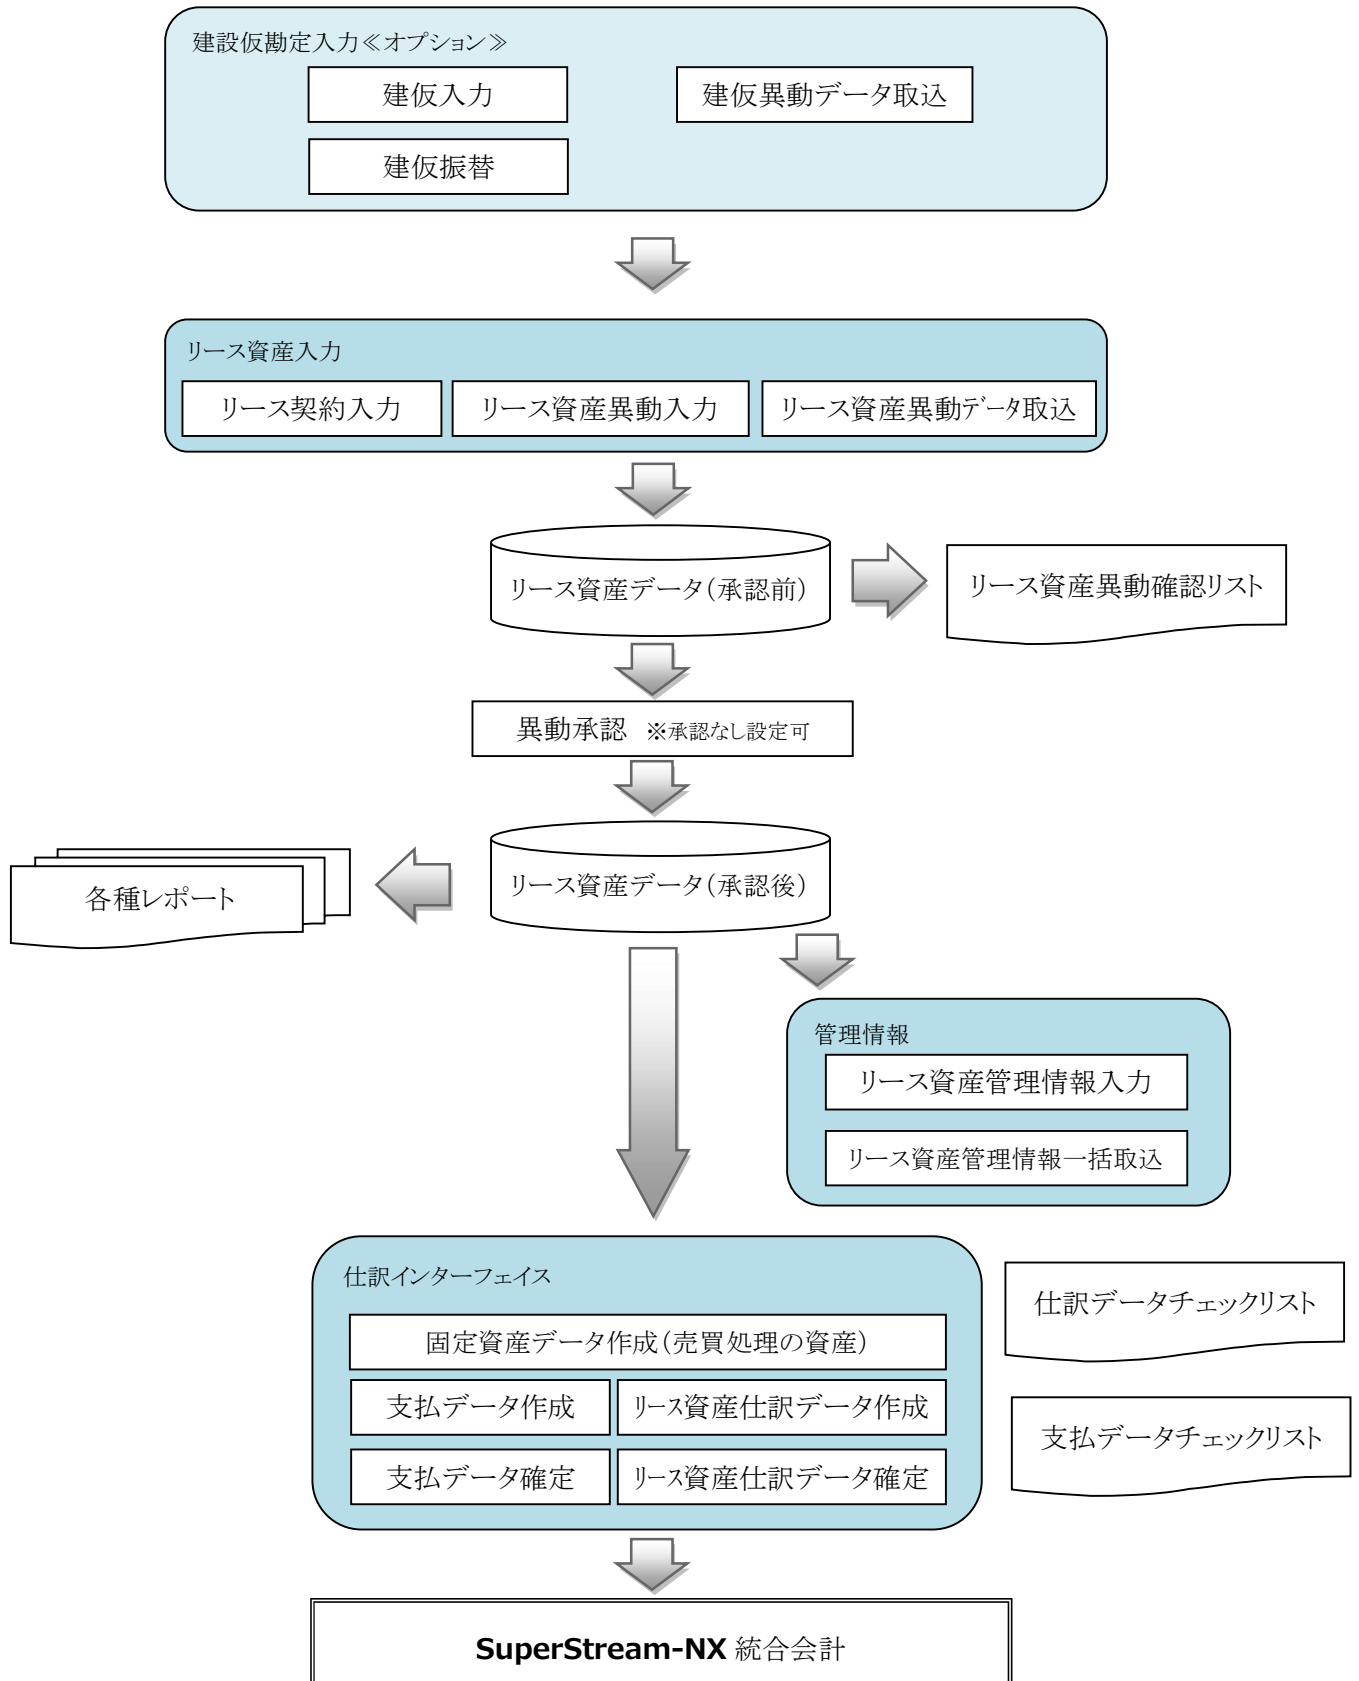 建設仮勘定入力≪オプション≫
建仮入力
建仮異動データ取込
建仮振替
リース資産入力
リース契約入力
リース資産異動入力
リース資産異動データ取込
リース資産データ(承認前)
リース資産異動確認リスト
異動承認 ※承認なし設定可
リース資産データ(承認後)
各種レポート
管理情報
リース資産管理情報入力
リース資産管理情報一括取込
仕訳インターフェイス
固定資産データ作成(売買処理の資産)
支払データ作成
リース資産仕訳データ作成
支払データ確定
リース資産仕訳データ確定
仕訳データチェックリスト
支払データチェックリスト
SuperStream-NX 統合会計